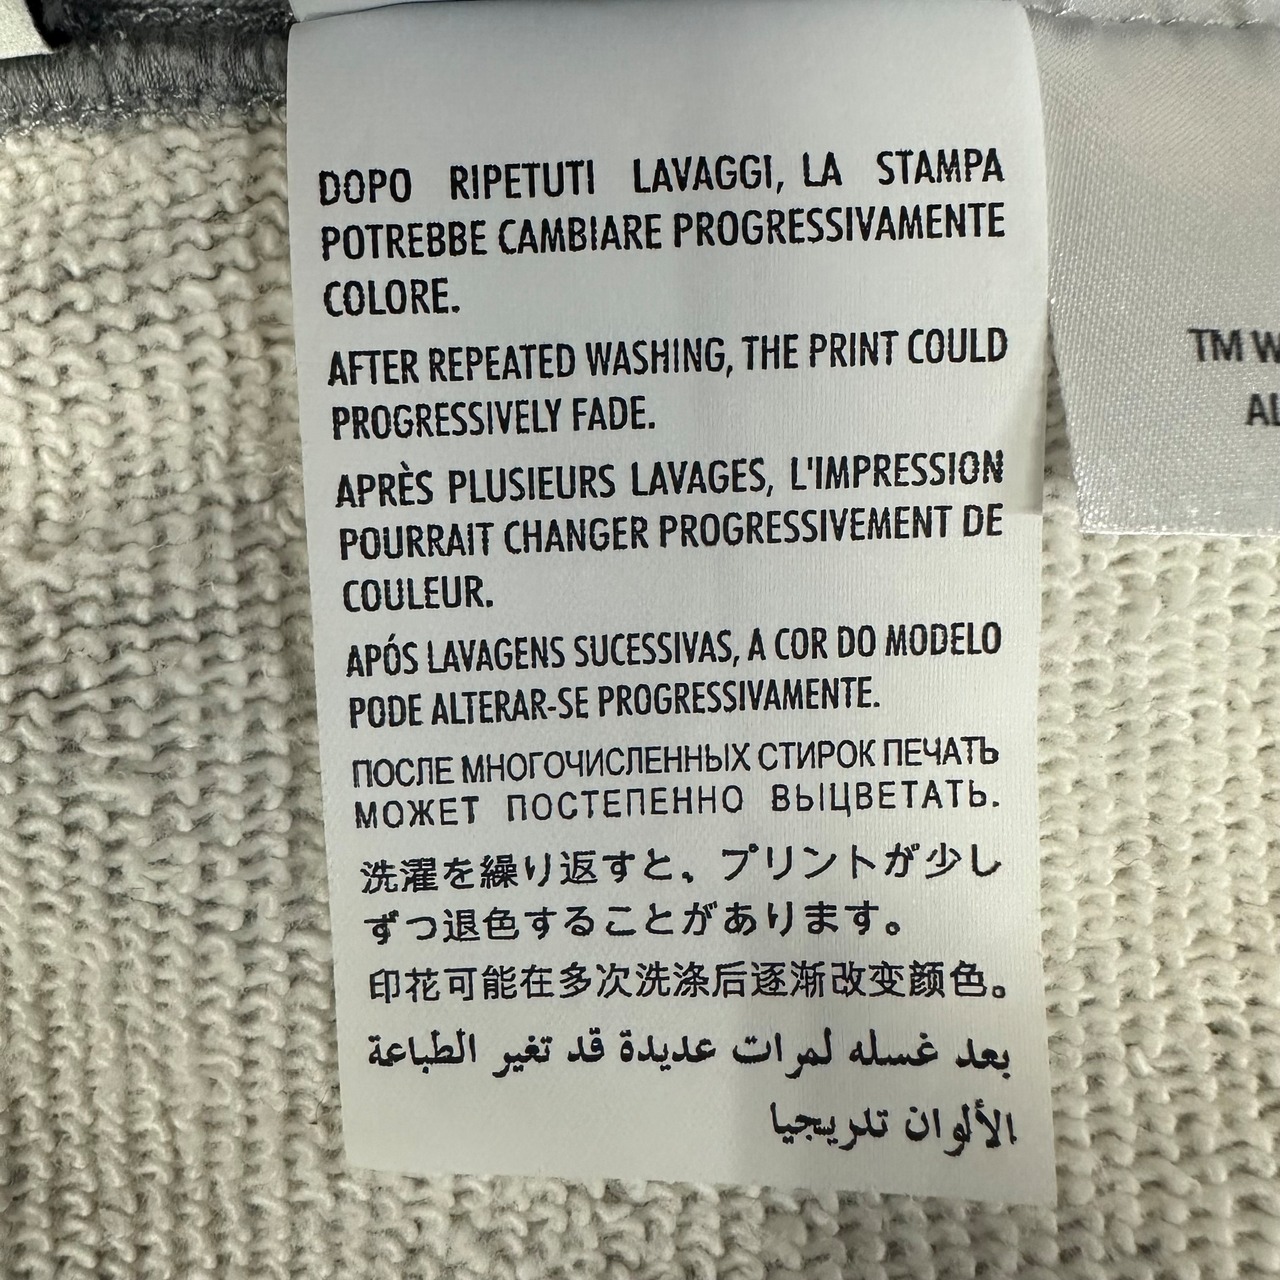 DOPO RIPETUTI LAVAGGI, LA STAMPA
POTREBBE CAMBIARE PROGRESSIVAMENTE
COLORE.
AFTER REPEATED WASHING, THE PRINT COULD
PROGRESSIVELY FADE.
APRÈS PLUSIEURS LAVAGES, L'IMPRESSION
POURRAIT CHANGER PROGRESSIVEMENT DE
COULEUR.
APÓS LAVAGENS SUCESSIVAS, A COR DO MODELO
PODE ALTERAR-SE PROGRESSIVAMENTE.
ПОСЛЕ МНОГОЧИСЛЕННЫХ СТИРОК ПЕЧАТЬ
МОЖЕТ ПОСТЕПЕННО ВЫЦВЕТАТЬ.
洗濯を繰り返すと、プリントが少し
ずつ退色することがあります。
印花可能在多次洗涤后逐渐改变颜色。
بعد غسله لمرات عديدة قد تغير الطباعة
الألوان تدريجيا
TM